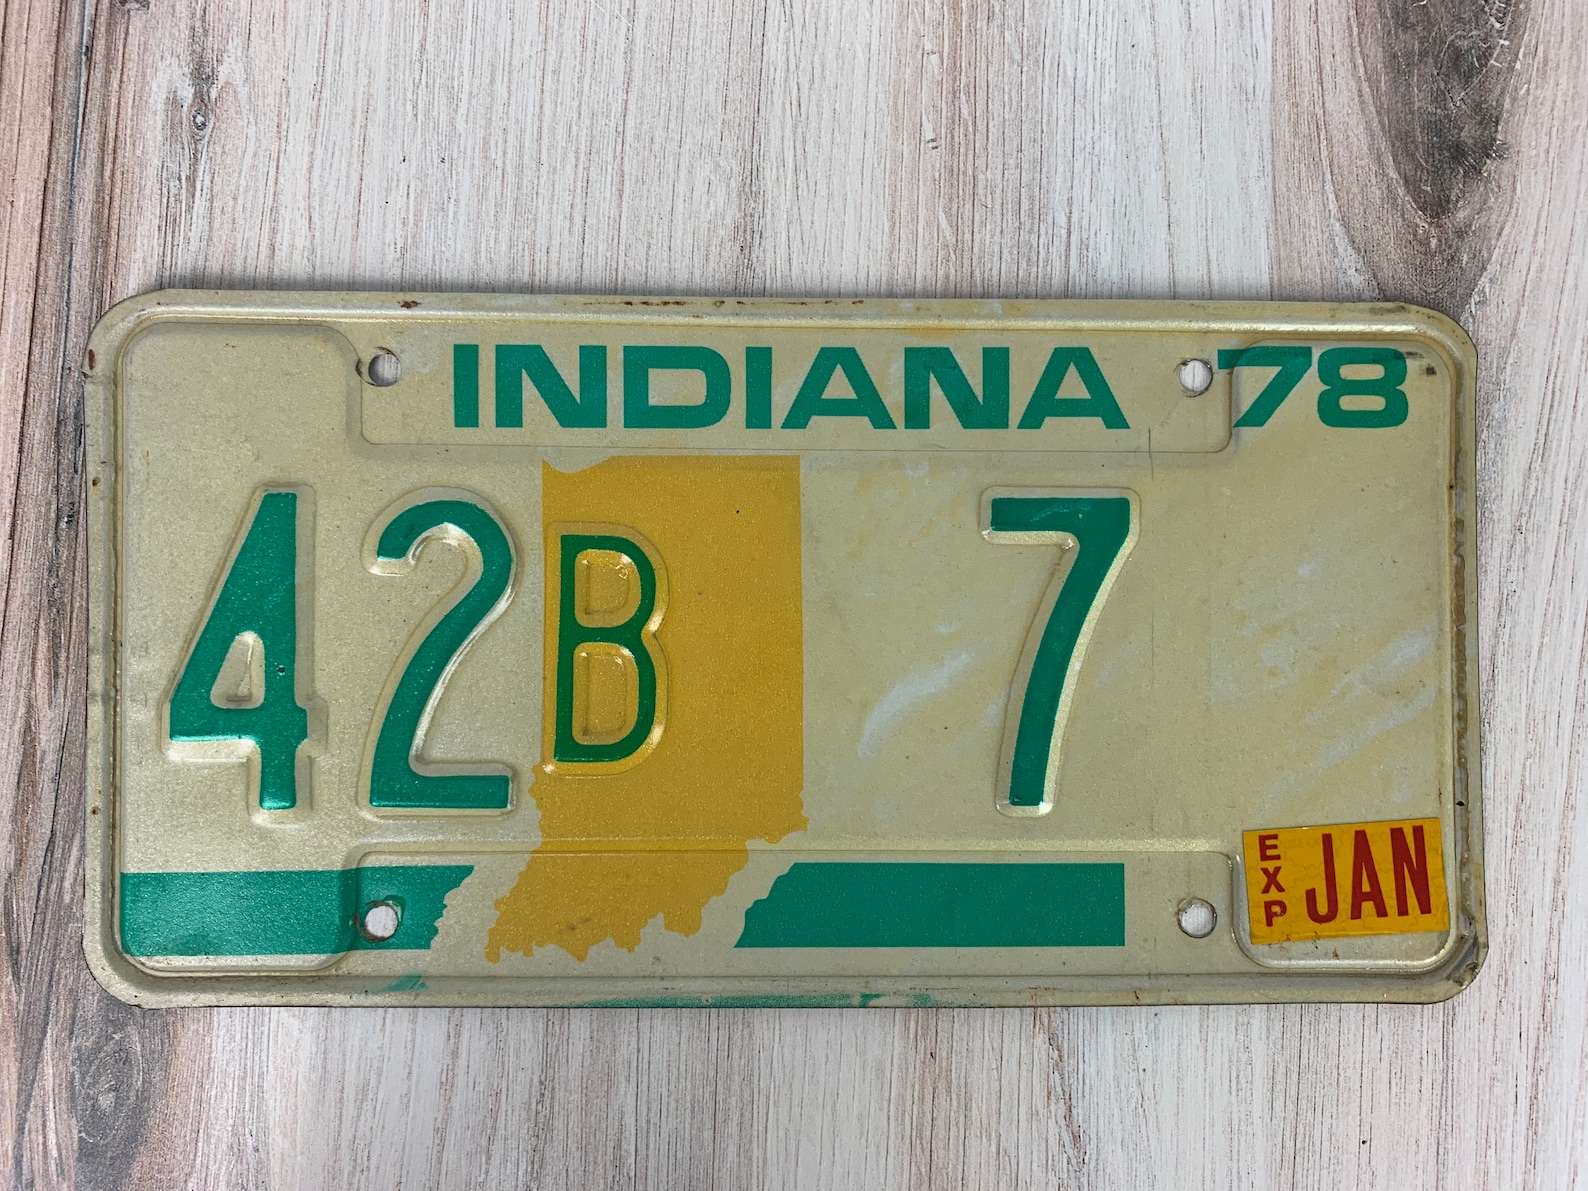 INDIANA 78
42B 7
EXP JAN